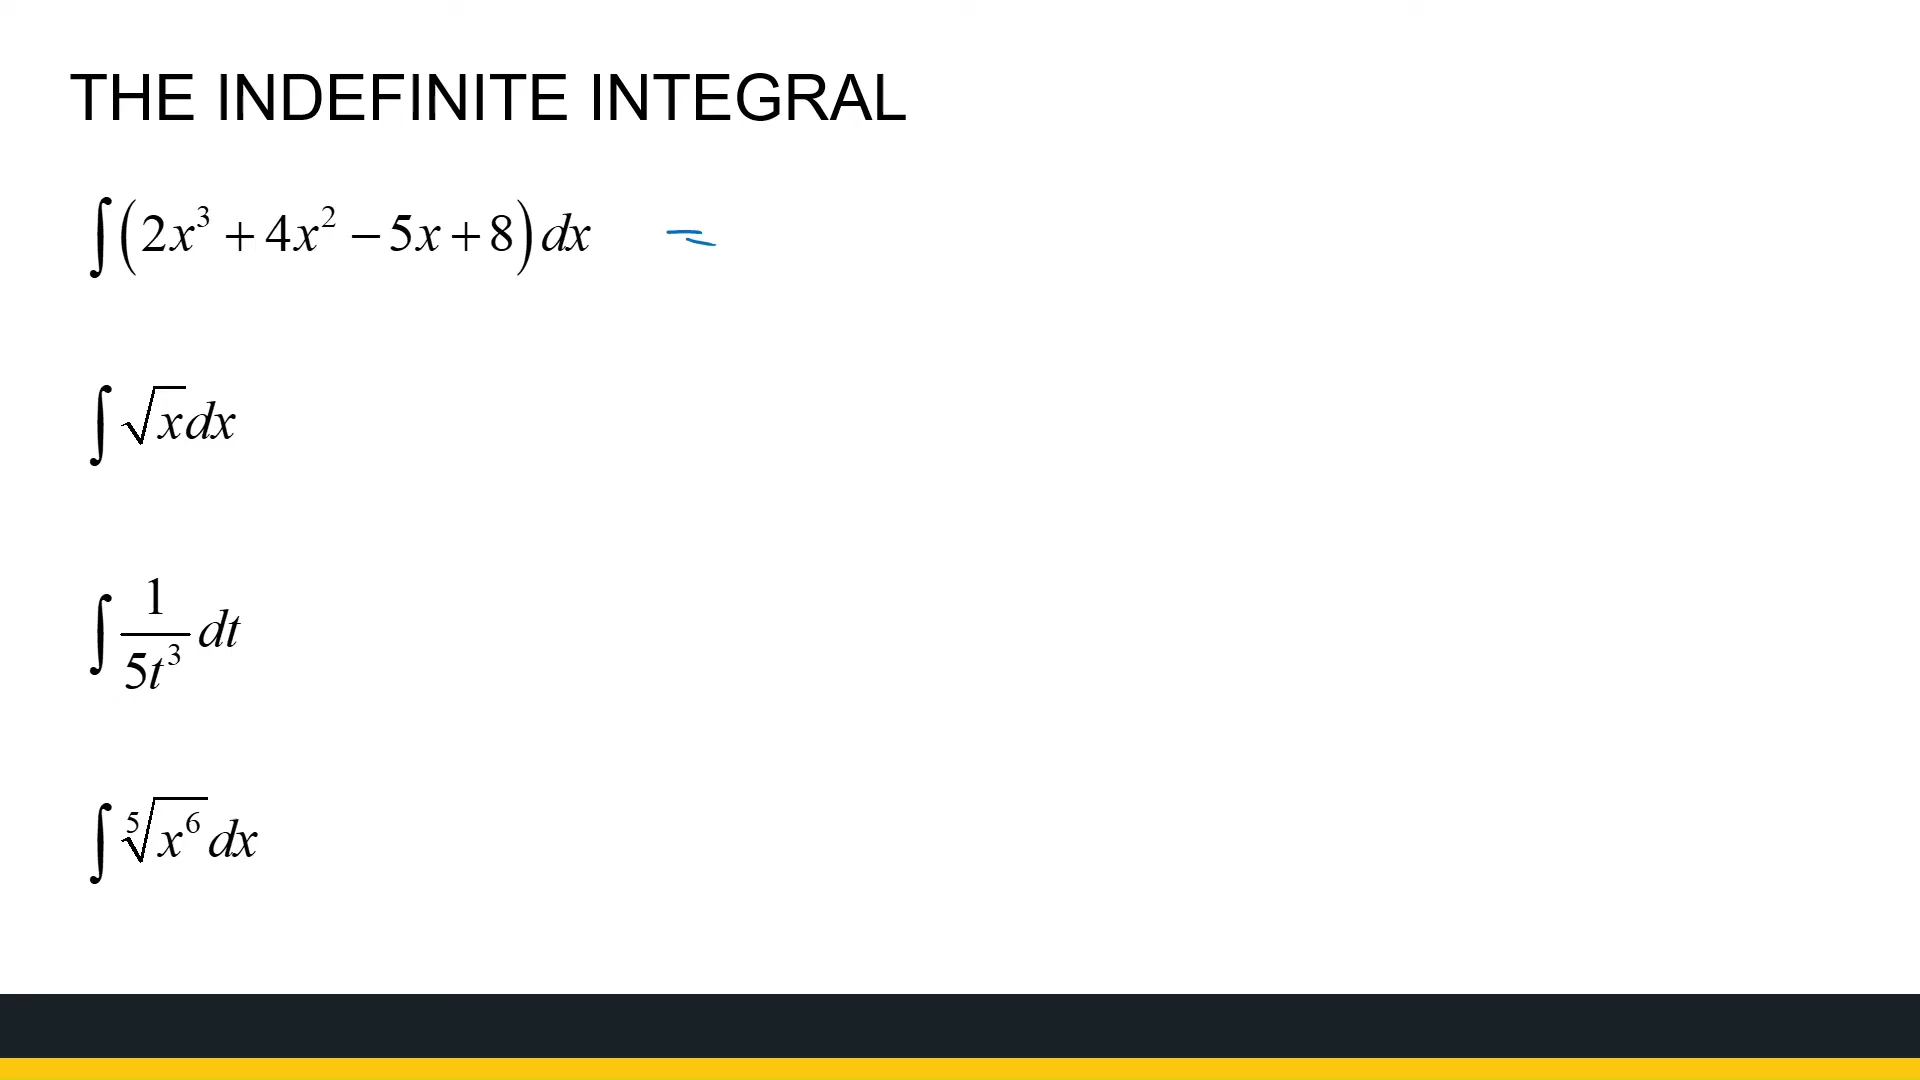 THE INDEFINITE INTEGRAL
∫(2x³ + 4x² − 5x + 8)dx =
∫√x dx
∫ 1/(5t³) dt
∫ ⁵√(x⁶) dx